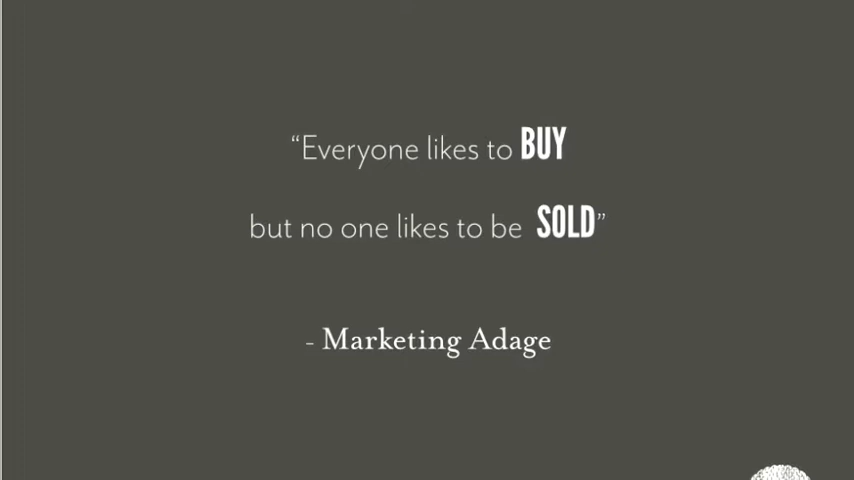 “Everyone likes to BUY
but no one likes to be SOLD”
- Marketing Adage